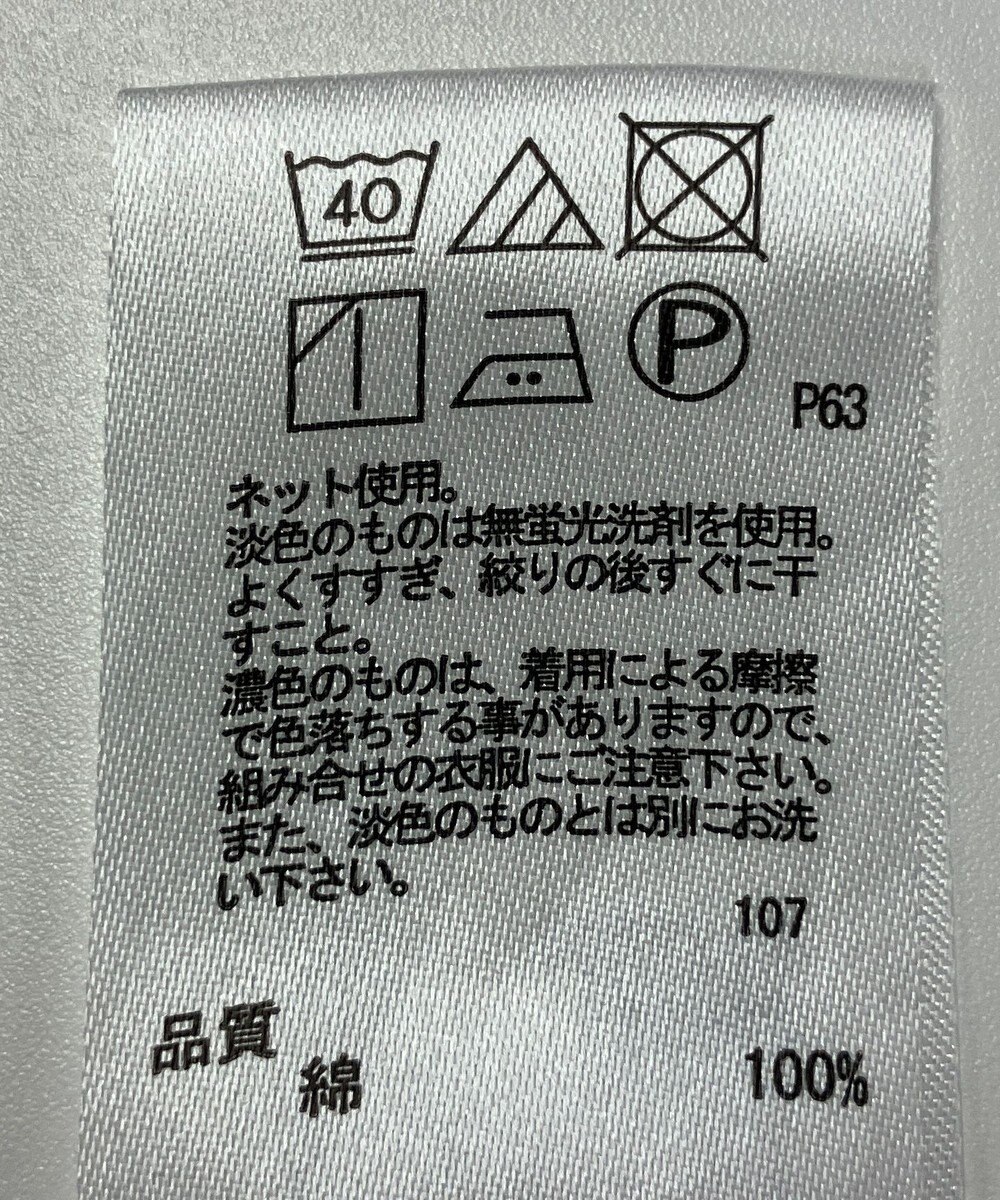 40
P
P63
ネット使用。
淡色のものは無蛍光洗剤を使用。
よくすすぎ、絞りの後すぐに干
すこと。
濃色のものは、着用による摩擦
で色落ちする事がありますので、
組み合せの衣服にご注意下さい。
また、淡色のものとは別にお洗
い下さい。
107
品質
綿 100%